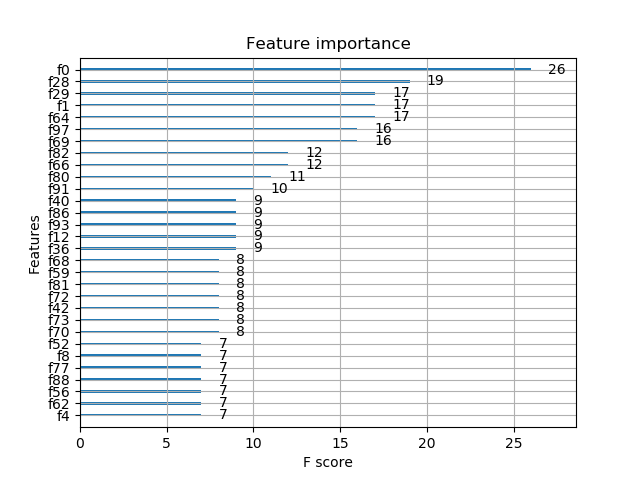 Feature importance
f0 26
f28 19
f29 17
f1 17
f64 17
f97 16
f69 16
f82 12
f66 12
f80 11
f91 10
f40 9
f86 9
f93 9
f12 9
f36 9
f68 8
f59 8
f81 8
f72 8
f42 8
f73 8
f70 8
f52 7
f8 7
f77 7
f88 7
f56 7
f62 7
f4 7
Features
0 5 10 15 20 25
F score